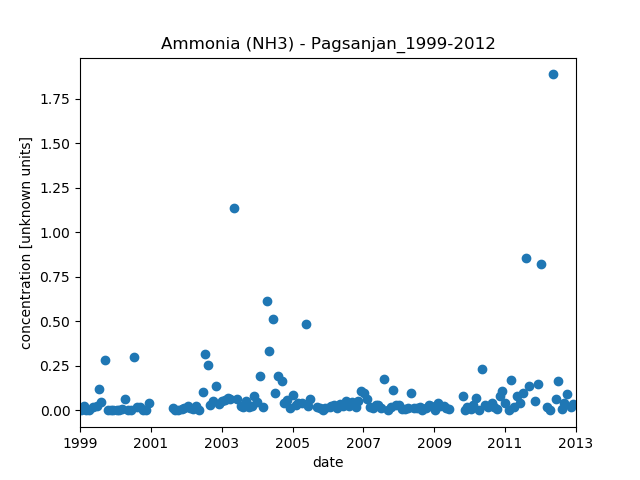 Ammonia (NH3) - Pagsanjan_1999-2012
concentration [unknown units]
1.75
1.50
1.25
1.00
0.75
0.50
0.25
0.00
1999 2001 2003 2005 2007 2009 2011 2013
date